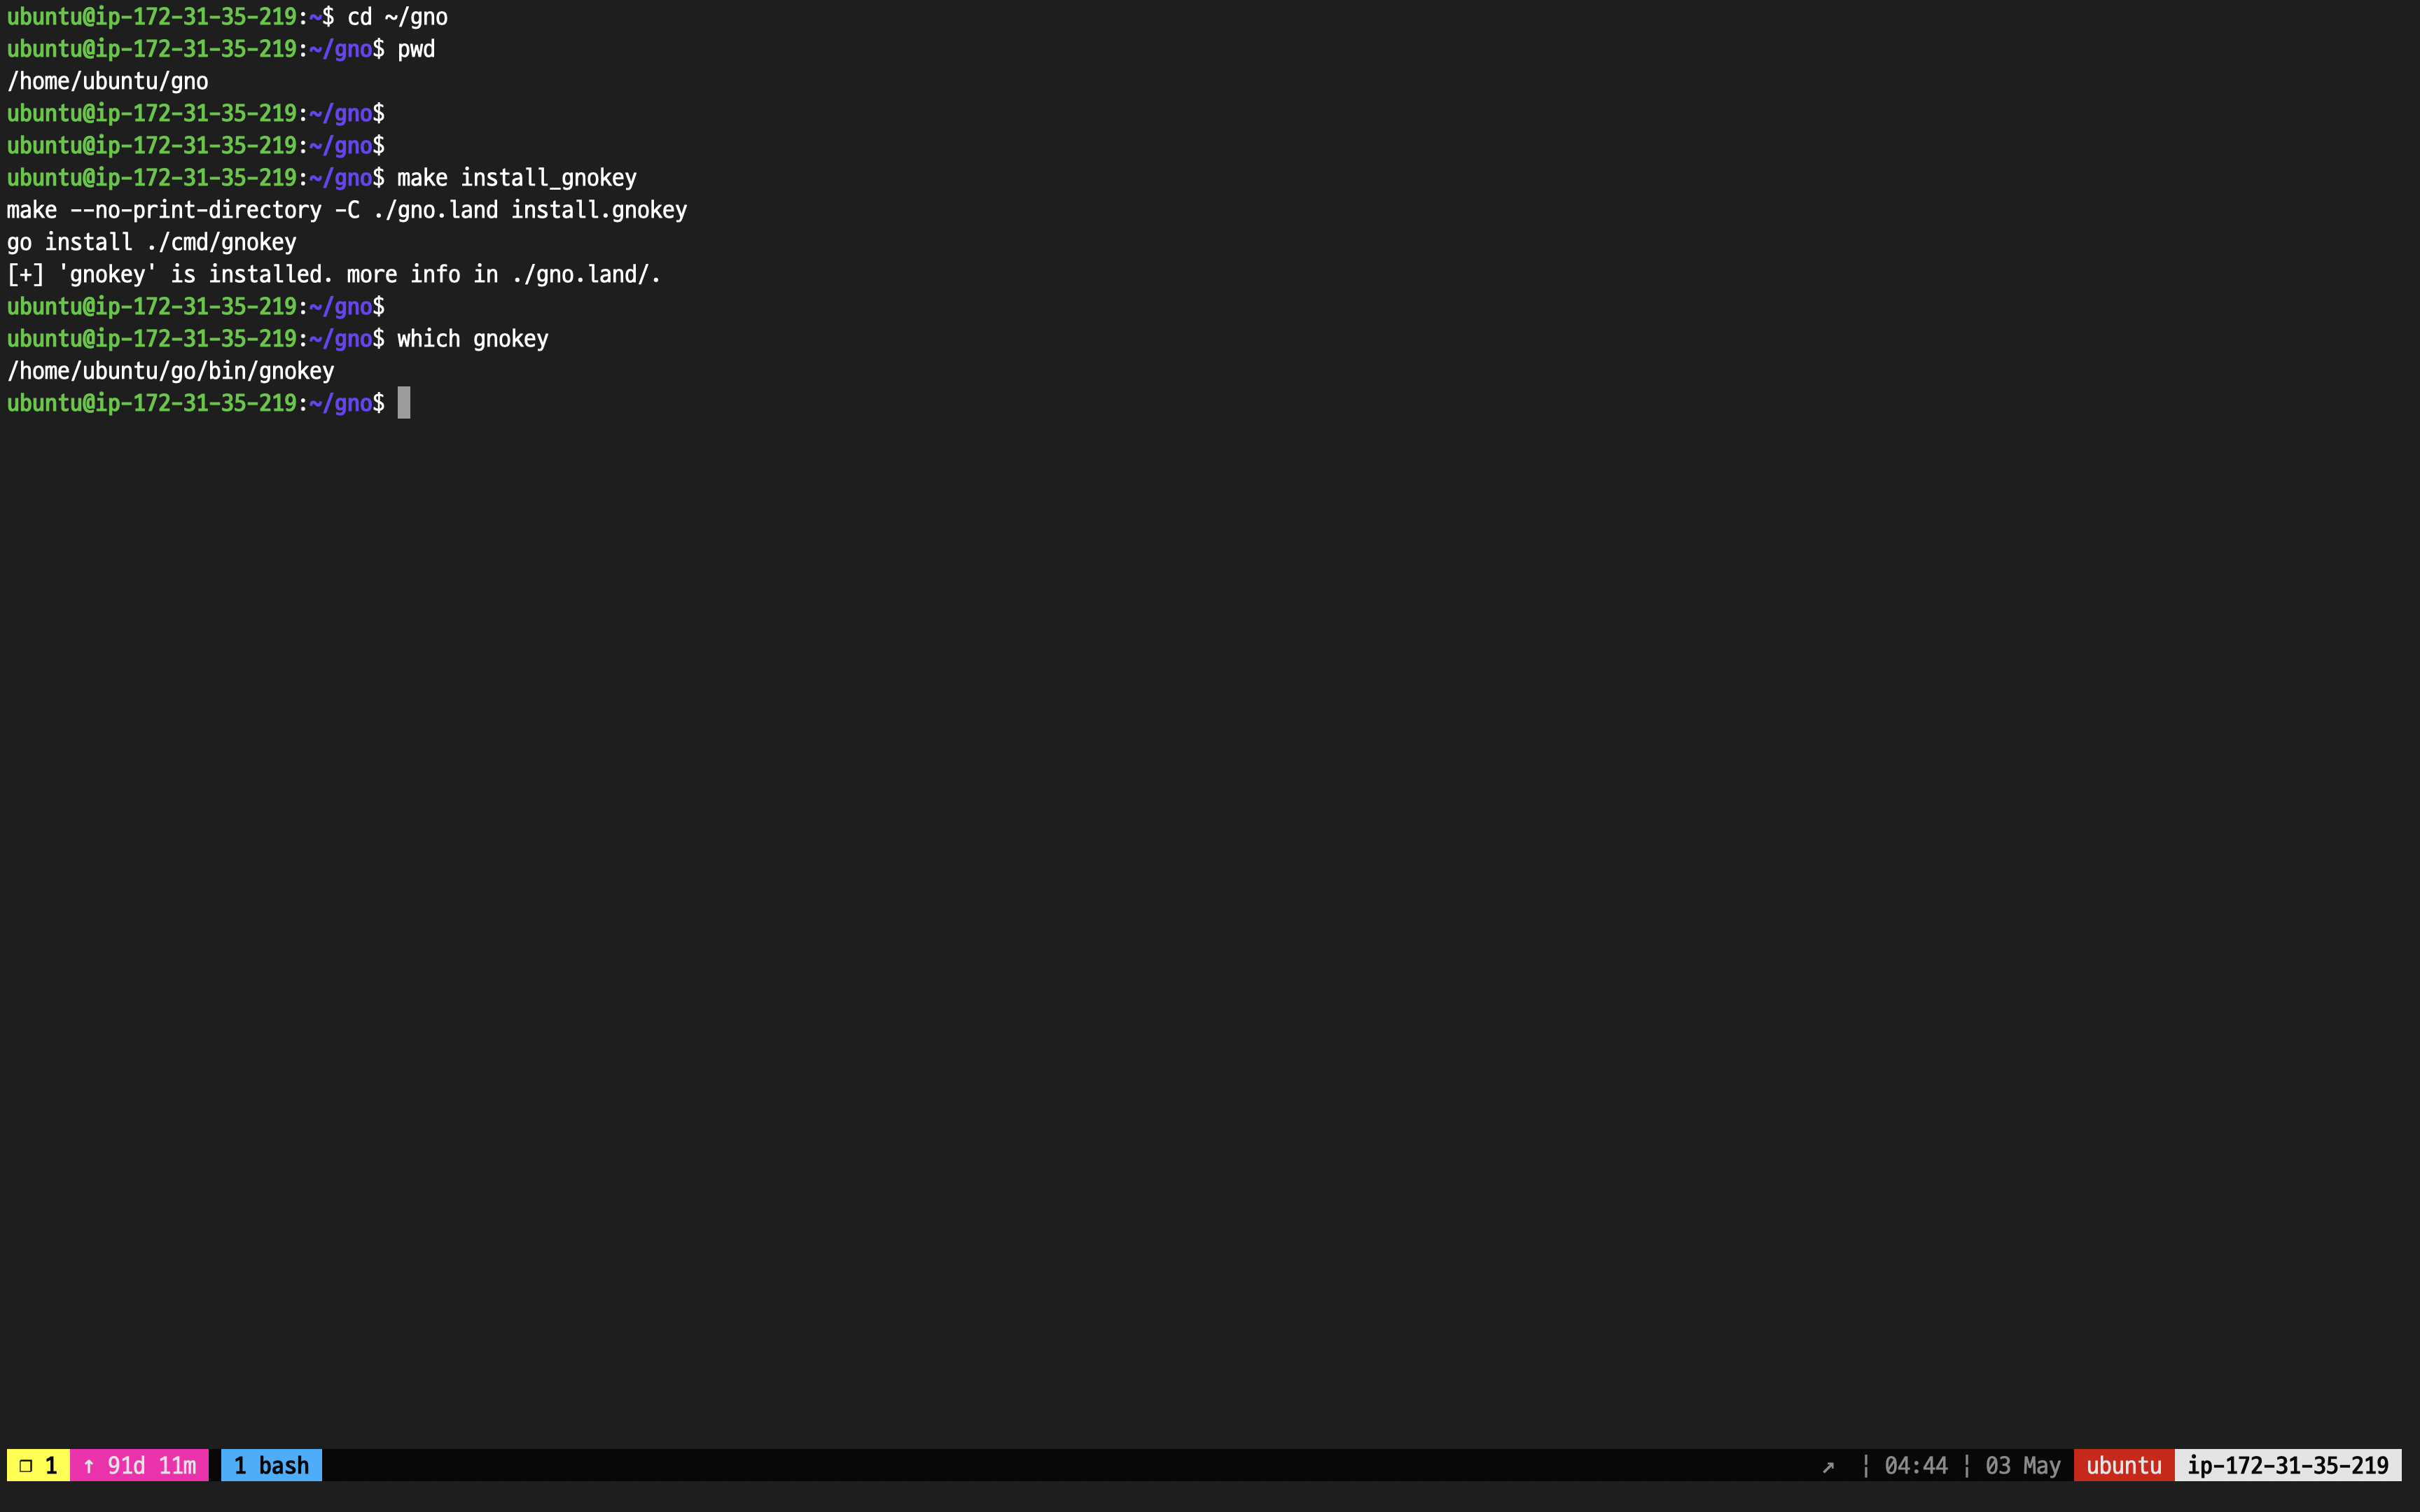 ubuntu@ip-172-31-35-219:~$ cd ~/gno
ubuntu@ip-172-31-35-219:~/gno$ pwd
/home/ubuntu/gno
ubuntu@ip-172-31-35-219:~/gno$
ubuntu@ip-172-31-35-219:~/gno$
ubuntu@ip-172-31-35-219:~/gno$ make install_gnokey
make --no-print-directory -C ./gno.land install.gnokey
go install ./cmd/gnokey
[+] 'gnokey' is installed. more info in ./gno.land/.
ubuntu@ip-172-31-35-219:~/gno$
ubuntu@ip-172-31-35-219:~/gno$ which gnokey
/home/ubuntu/go/bin/gnokey
ubuntu@ip-172-31-35-219:~/gno$
❐ 1 ↑ 91d 11m 1 bash ↗ ¦ 04:44 ¦ 03 May ubuntu ip-172-31-35-219